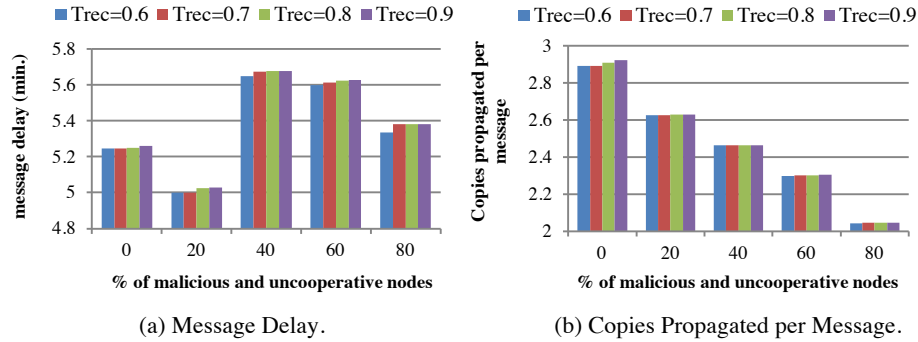 Trec=0.6 Trec=0.7 Trec=0.8 Trec=0.9
message delay (min.)
5.8
5.6
5.4
5.2
5
4.8
0 20 40 60 80
% of malicious and uncooperative nodes
(a) Message Delay.
Trec=0.6 Trec=0.7 Trec=0.8 Trec=0.9
Copies propagated per
message
3
2.8
2.6
2.4
2.2
2
0 20 40 60 80
% of malicious and uncooperative nodes
(b) Copies Propagated per Message.